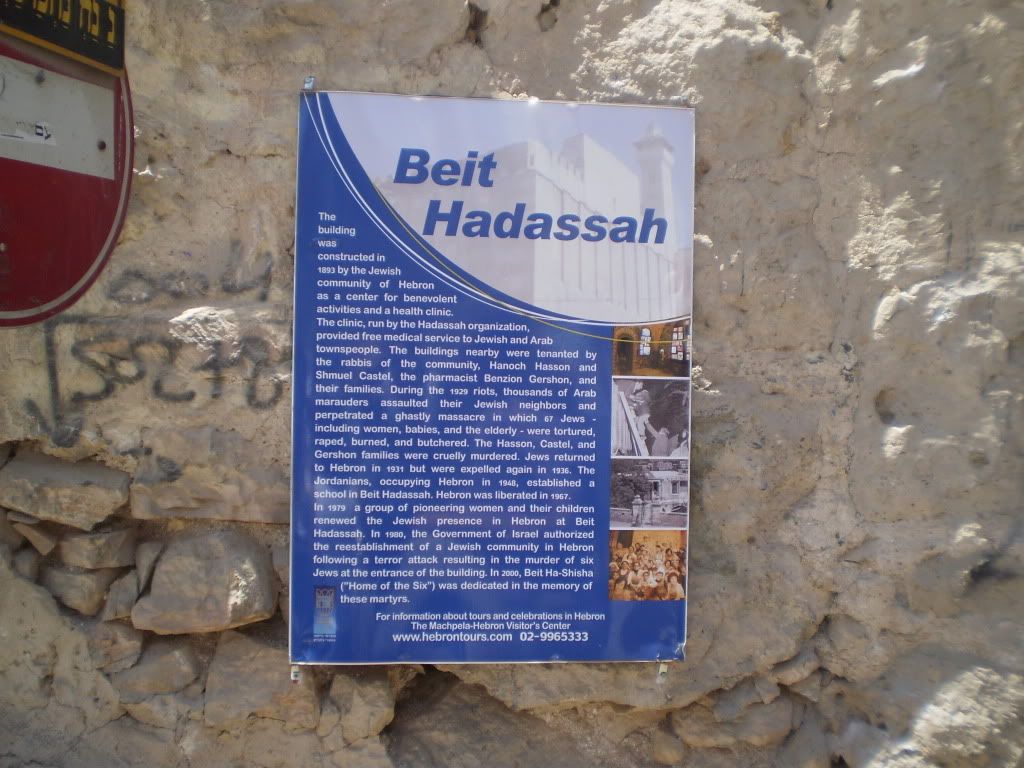 Beit
Hadassah
The
building
was
constructed in
1893 by the Jewish
community of Hebron
as a center for benevolent
activities and a health clinic.
The clinic, run by the Hadassah organization,
provided free medical service to Jewish and Arab
townspeople. The buildings nearby were tenanted by
the rabbis of the community, Hanoch Hasson and
Shmuel Castel, the pharmacist Benzion Gershon, and
their families. During the 1929 riots, thousands of Arab
marauders assaulted their Jewish neighbors and
perpetrated a ghastly massacre in which 67 Jews -
including women, babies, and the elderly - were tortured,
raped, burned, and butchered. The Hasson, Castel, and
Gershon families were cruelly murdered. Jews returned
to Hebron in 1931 but were expelled again in 1936. The
Jordanians, occupying Hebron in 1948, established a
school in Beit Hadassah. Hebron was liberated in 1967.
In 1979 a group of pioneering women and their children
renewed the Jewish presence in Hebron at Beit
Hadassah. In 1980, the Government of Israel authorized
the reestablishment of a Jewish community in Hebron
following a terror attack resulting in the murder of six
Jews at the entrance of the building. In 2000, Beit Ha-Shisha
("Home of the Six") was dedicated in the memory of
these martyrs.
For information about tours and celebrations in Hebron
The Machpela-Hebron Visitor's Center
www.hebrontours.com 02-9965333